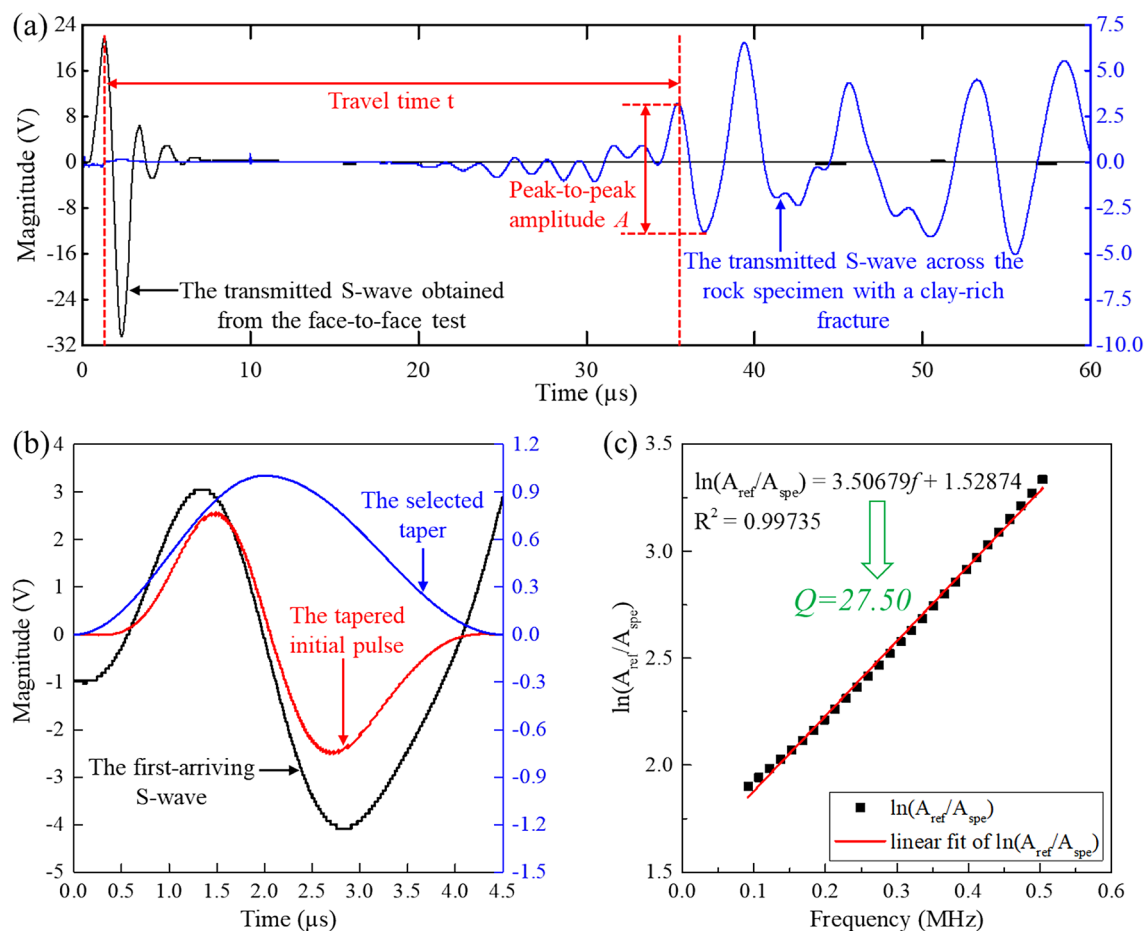 (a)
24
16
8
0
-8
-16
-24
-32
Magnitude (V)
7.5
5.0
2.5
0.0
-2.5
-5.0
-7.5
-10.0
Travel time t
Peak-to-peak
amplitude A
The transmitted S-wave obtained
from the face-to-face test
The transmitted S-wave across the
rock specimen with a clay-rich
fracture
0 10 20 30 40 50 60
Time (μs)
(b)
4
3
2
1
0
-1
-2
-3
-4
-5
Magnitude (V)
1.2
0.9
0.6
0.3
0.0
-0.3
-0.6
-0.9
-1.2
-1.5
The selected
taper
The tapered
initial pulse
The first-arriving
S-wave
0.0 0.5 1.0 1.5 2.0 2.5 3.0 3.5 4.0 4.5
Time (μs)
(c)
3.5
3.0
2.5
2.0
1.5
ln(A_ref/A_spe)
ln(A_ref/A_spe) = 3.50679f + 1.52874
R² = 0.99735
Q=27.50
ln(A_ref/A_spe)
linear fit of ln(A_ref/A_spe)
0.0 0.1 0.2 0.3 0.4 0.5 0.6
Frequency (MHz)